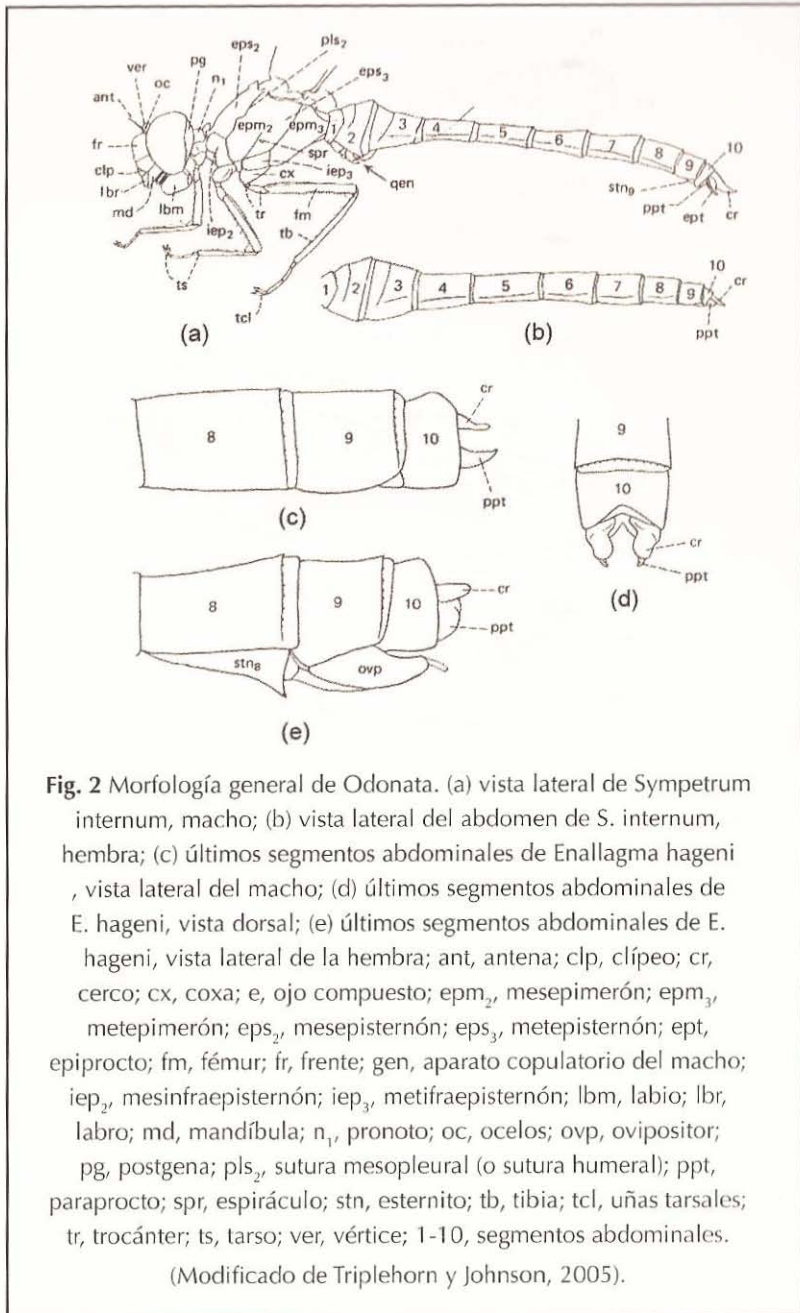 eps2
pls2
ver
oc
pg
n1
eps3
ant
fr
clp
lbr
md
lbm
epm2
epm3
1
2
3
4
5
6
7
8
9
10
spr
iep3
cx
qen
tr
fm
iep2
tb
ts
tcl
stn9
ppt
ept
cr
(a)
1
2
3
4
5
6
7
8
9
10
cr
ppt
(b)
8
9
10
cr
ppt
(c)
9
10
cr
ppt
(d)
8
9
10
cr
ppt
stn8
ovp
(e)
Fig. 2 Morfología general de Odonata. (a) vista lateral de Sympetrum
internum, macho; (b) vista lateral del abdomen de S. internum,
hembra; (c) últimos segmentos abdominales de Enallagma hageni
, vista lateral del macho; (d) últimos segmentos abdominales de
E. hageni, vista dorsal; (e) últimos segmentos abdominales de E.
hageni, vista lateral de la hembra; ant, antena; clp, clípeo; cr,
cerco; cx, coxa; e, ojo compuesto; epm2, mesepimerón; epm3,
metepimerón; eps2, mesepisternón; eps3, metepisternón; ept,
epiprocto; fm, fémur; fr, frente; gen, aparato copulatorio del macho;
iep2, mesinfraepisternón; iep3, metifraepisternón; lbm, labio; lbr,
labro; md, mandíbula; n1, pronoto; oc, ocelos; ovp, ovipositor;
pg, postgena; pls2, sutura mesopleural (o sutura humeral); ppt,
paraprocto; spr, espiráculo; stn, esternito; tb, tibia; tcl, uñas tarsales;
tr, trocánter; ts, tarso; ver, vértice; 1-10, segmentos abdominales.
(Modificado de Triplehorn y Johnson, 2005).